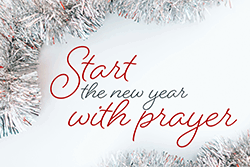 Start
the new year
with prayer